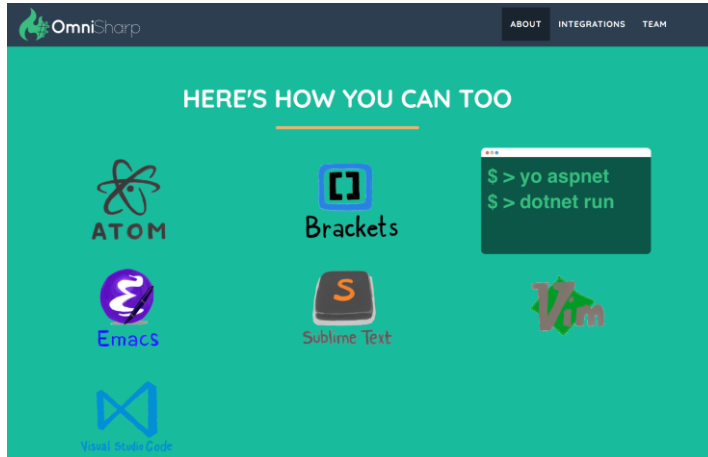 OmniSharp
ABOUT INTEGRATIONS TEAM
HERE'S HOW YOU CAN TOO
ATOM
Brackets
$ > yo aspnet
$ > dotnet run
Emacs
S
Sublime Text
Vim
Visual Studio Code